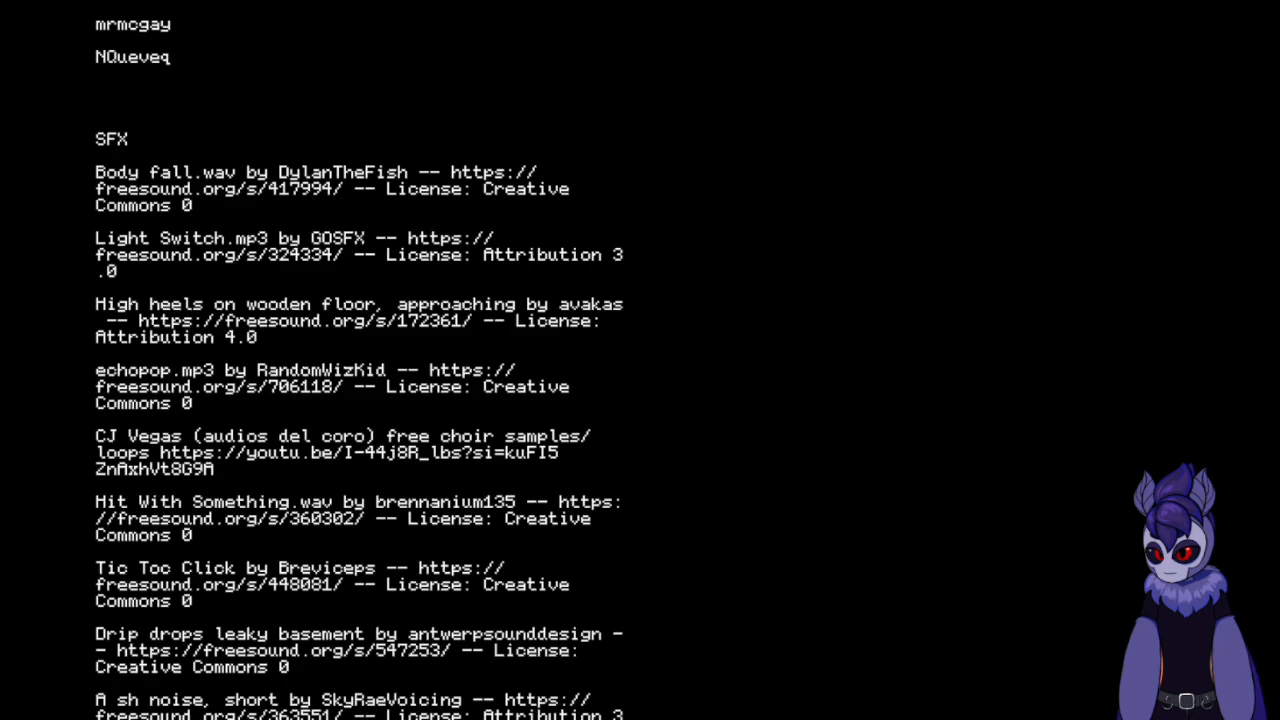 mrmcgay
NQueveq
SFX
Body fall.wav by DylanTheFish -- https://
freesound.org/s/417994/ -- License: Creative
Commons 0
Light Switch.mp3 by GOSFX -- https://
freesound.org/s/324334/ -- License: Attribution 3
.0
High heels on wooden floor, approaching by avakas
-- https://freesound.org/s/172361/ -- License:
Attribution 4.0
echopop.mp3 by RandomWizKid -- https://
freesound.org/s/706118/ -- License: Creative
Commons 0
CJ Vegas (audios del coro) free choir samples/
loops https://youtu.be/I-44j8R_lbs?si=kuFI5
ZnAxhVt8G9A
Hit With Something.wav by brennanium135 -- https:
//freesound.org/s/360302/ -- License: Creative
Commons 0
Tic Toc Click by Breviceps -- https://
freesound.org/s/448081/ -- License: Creative
Commons 0
Drip drops leaky basement by antwerpsounddesign -
- https://freesound.org/s/547253/ -- License:
Creative Commons 0
A sh noise, short by SkyRaeVoicing -- https://
freesound.org/s/363551/ -- License: Attribution 3